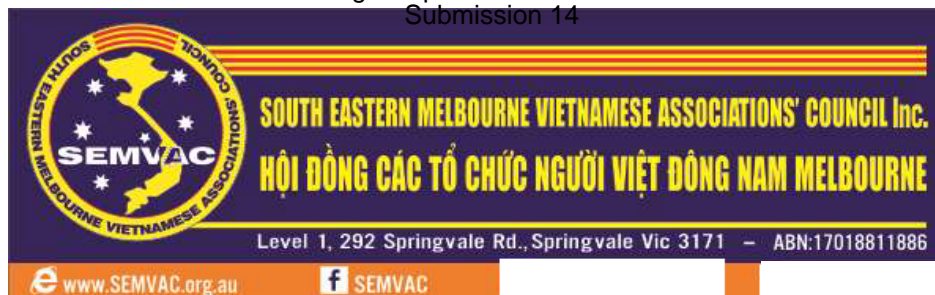 Submission 14
SOUTH EASTERN MELBOURNE VIETNAMESE ASSOCIATIONS' COUNCIL
SEMVAC
SOUTH EASTERN MELBOURNE VIETNAMESE ASSOCIATIONS' COUNCIL Inc.
HỘI ĐỒNG CÁC TỔ CHỨC NGƯỜI VIỆT ĐÔNG NAM MELBOURNE
Level 1, 292 Springvale Rd., Springvale Vic 3171 – ABN:17018811886
www.SEMVAC.org.au
f SEMVAC